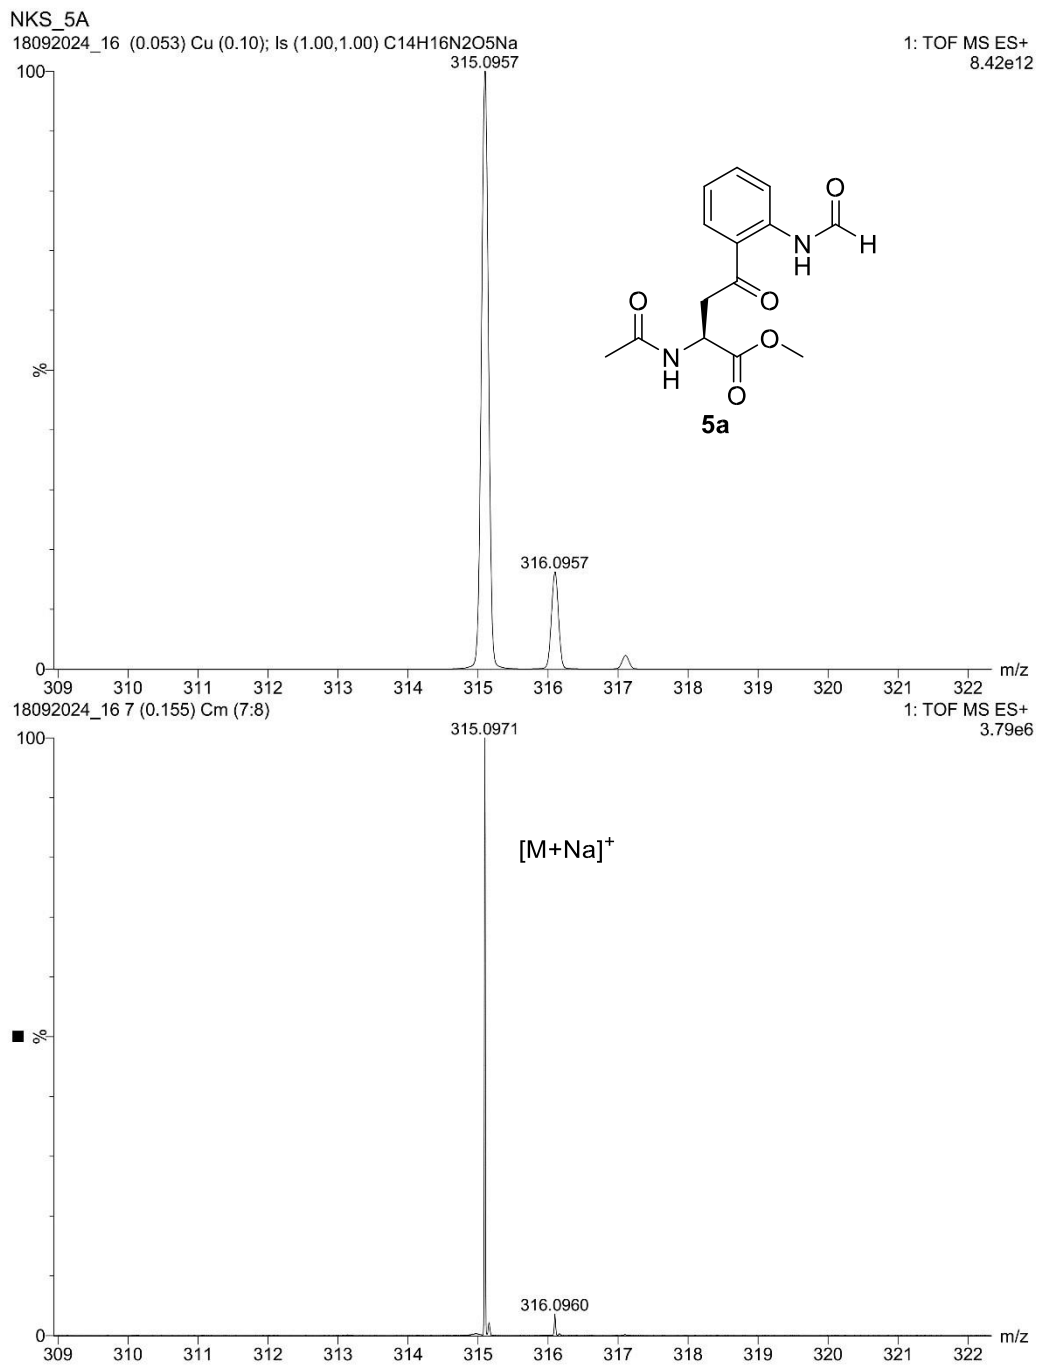 NKS_5A
18092024_16 (0.053) Cu (0.10); Is (1.00,1.00) C14H16N2O5Na
1: TOF MS ES+
8.42e12
315.0957
100
O
N
H
H
O
O
O
N
H
O
5a
%
316.0957
0
309 310 311 312 313 314 315 316 317 318 319 320 321 322
m/z
18092024_16 7 (0.155) Cm (7:8)
1: TOF MS ES+
3.79e6
315.0971
100
[M+Na]+
%
316.0960
0
309 310 311 312 313 314 315 316 317 318 319 320 321 322
m/z